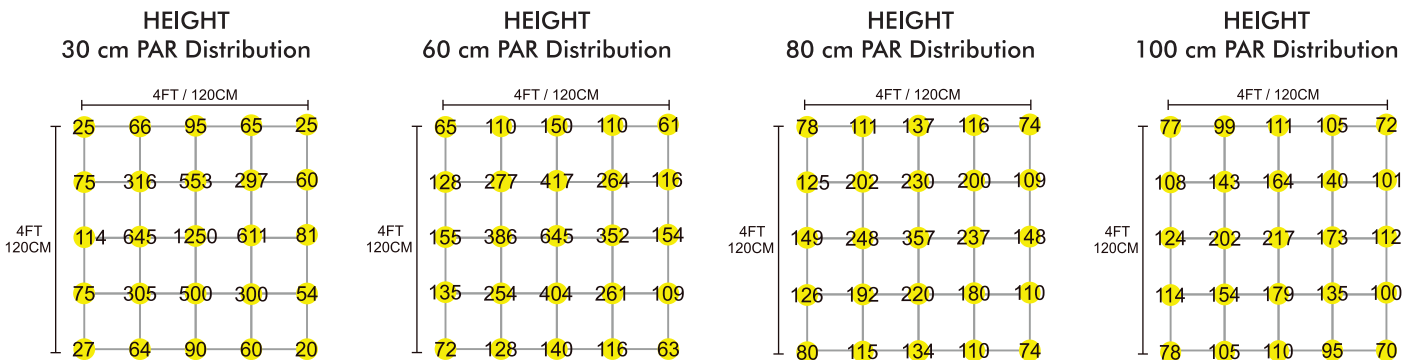 HEIGHT
30 cm PAR Distribution
4FT / 120CM
4FT
120CM
25 66 95 65 25
75 316 553 297 60
114 645 1250 611 81
75 305 500 300 54
27 64 90 60 20
HEIGHT
60 cm PAR Distribution
4FT / 120CM
4FT
120CM
65 110 150 110 61
128 277 417 264 116
155 386 645 352 154
135 254 404 261 109
72 128 140 116 63
HEIGHT
80 cm PAR Distribution
4FT / 120CM
4FT
120CM
78 111 137 116 74
125 202 230 200 109
149 248 357 237 148
126 192 220 180 110
80 115 134 110 74
HEIGHT
100 cm PAR Distribution
4FT / 120CM
4FT
120CM
77 99 111 105 72
108 143 164 140 101
124 202 217 173 112
114 154 179 135 100
78 105 110 95 70